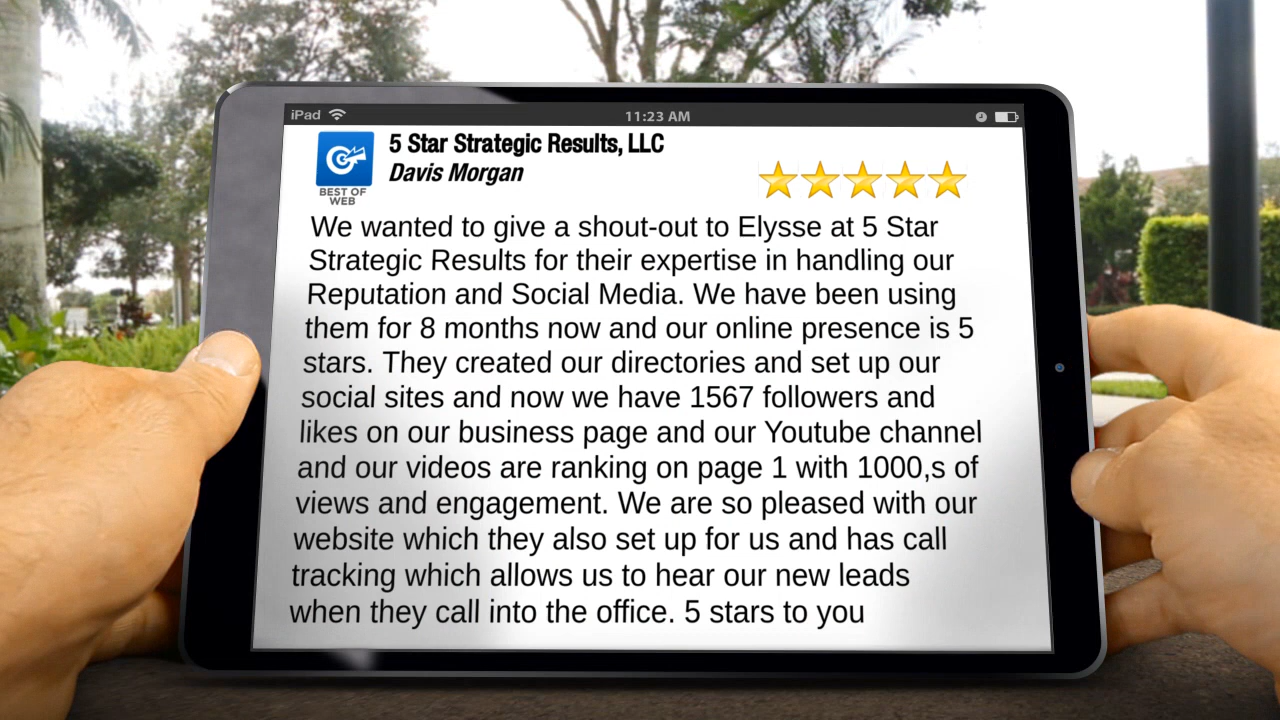 iPad 11:23 AM
5 Star Strategic Results, LLC
Davis Morgan
BEST OF
WEB
We wanted to give a shout-out to Elysse at 5 Star
Strategic Results for their expertise in handling our
Reputation and Social Media. We have been using
them for 8 months now and our online presence is 5
stars. They created our directories and set up our
social sites and now we have 1567 followers and
likes on our business page and our Youtube channel
and our videos are ranking on page 1 with 1000,s of
views and engagement. We are so pleased with our
website which they also set up for us and has call
tracking which allows us to hear our new leads
when they call into the office. 5 stars to you